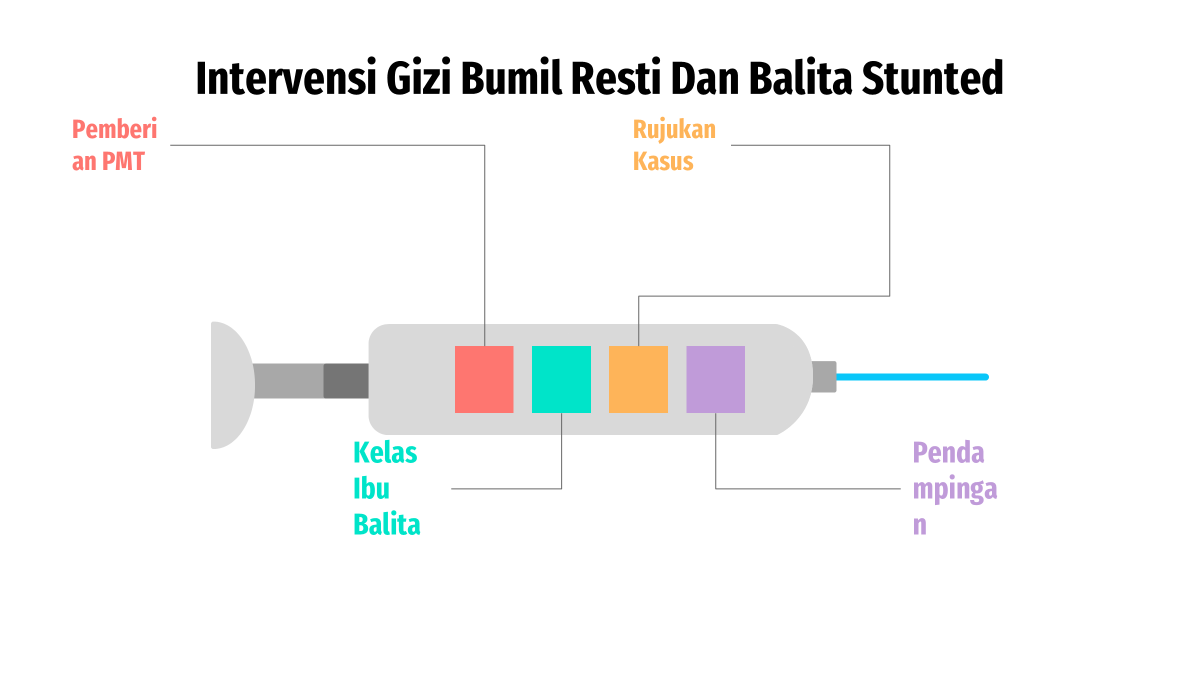 Intervensi Gizi Bumil Resti Dan Balita Stunted
Pemberi
an PMT
Rujukan
Kasus
Kelas
Ibu
Balita
Penda
mpinga
n